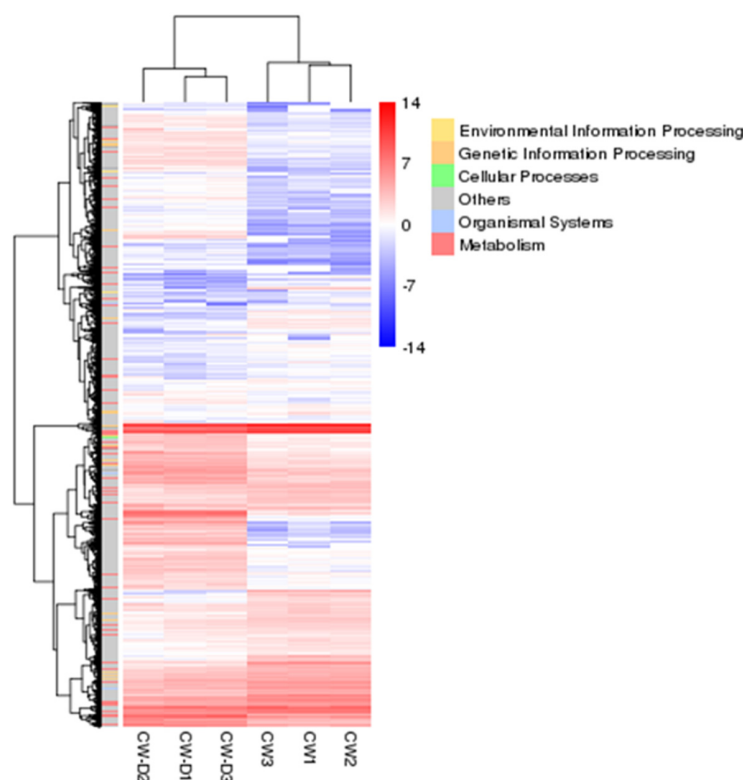 14
7
0
-7
-14
Environmental Information Processing
Genetic Information Processing
Cellular Processes
Others
Organismal Systems
Metabolism
CW-D2
CW-D1
CW-D3
CW3
CW1
CW2